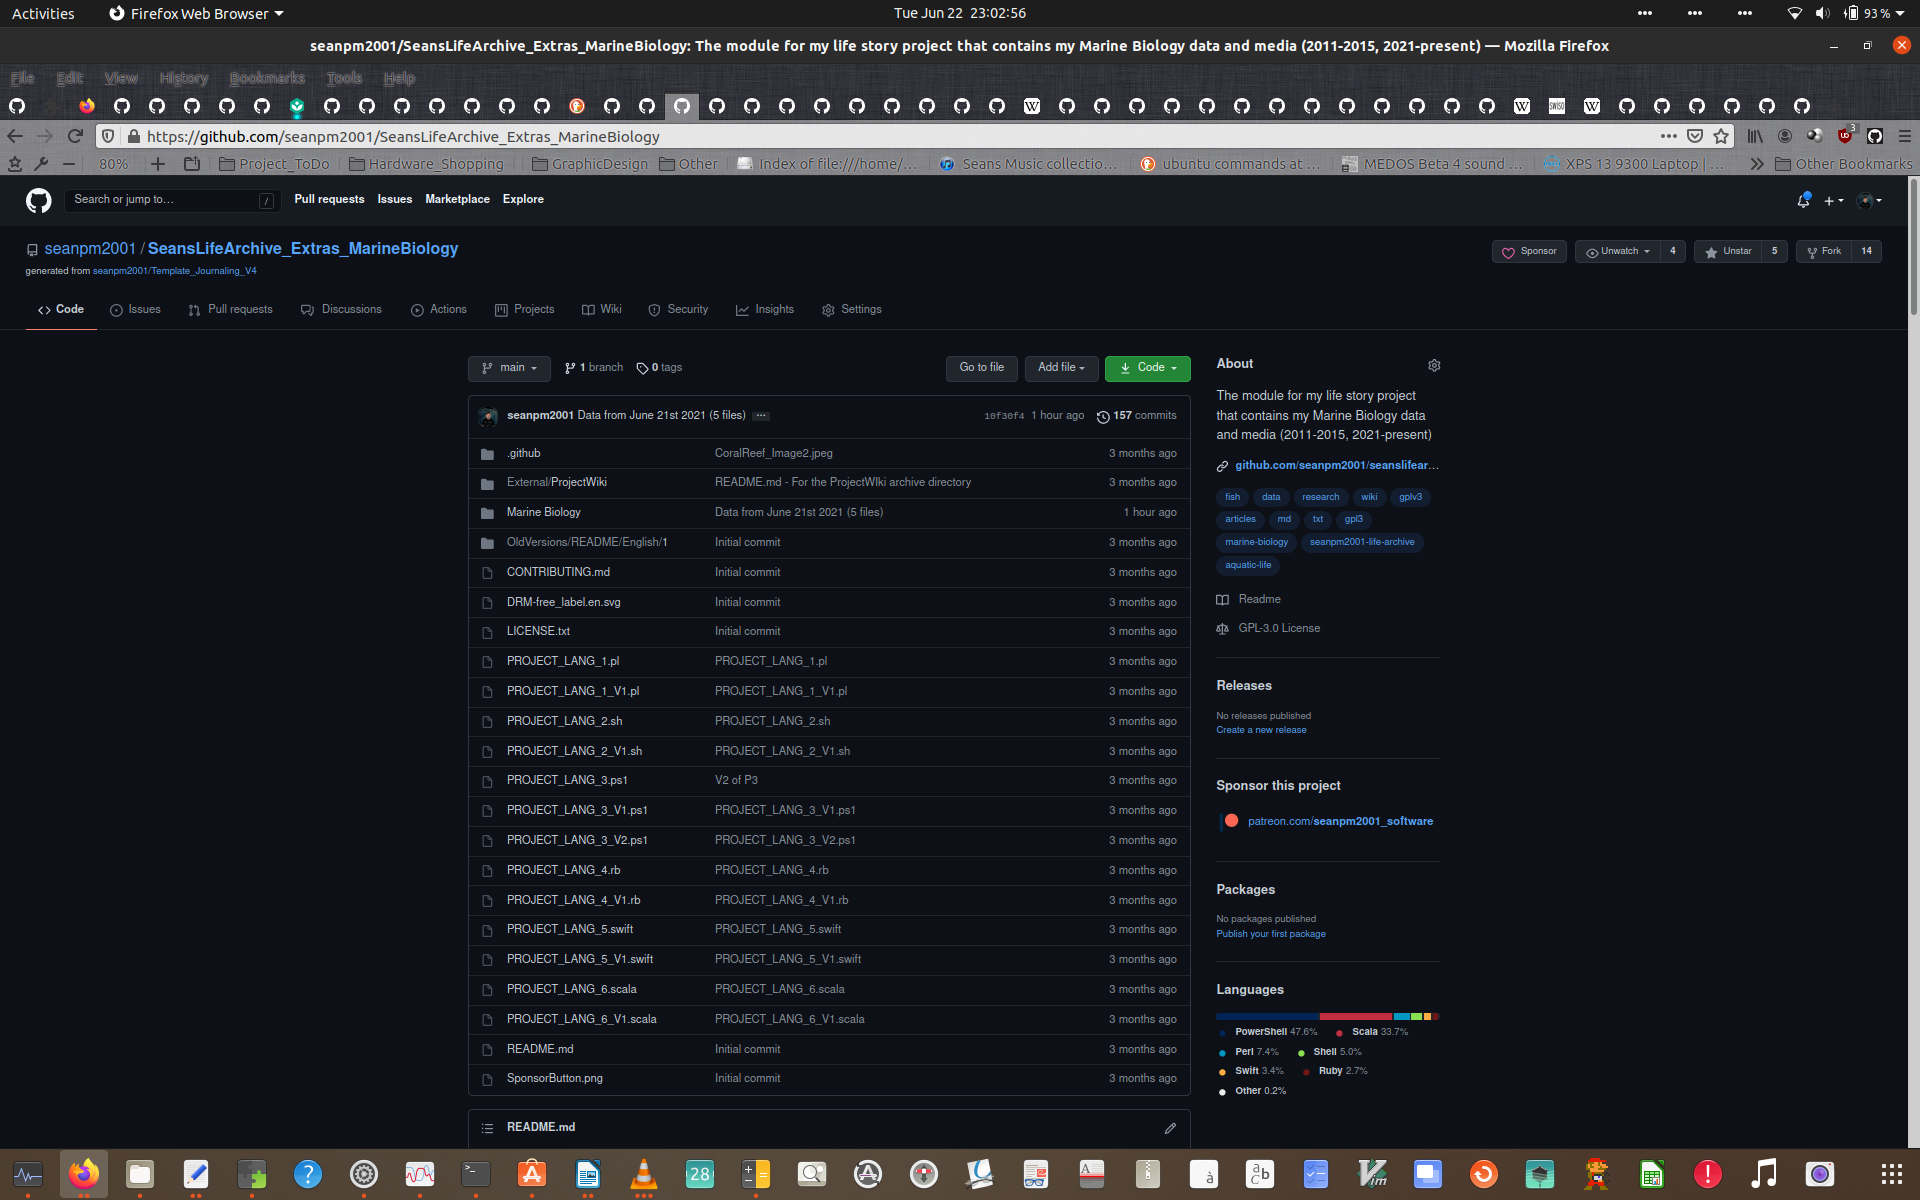 Activities
Firefox Web Browser
Tue Jun 22 23:02:56
93 %
seanpm2001/SeansLifeArchive_Extras_MarineBiology: The module for my life story project that contains my Marine Biology data and media (2011-2015, 2021-present) — Mozilla Firefox
File Edit View History Bookmarks Tools Help
https://github.com/seanpm2001/SeansLifeArchive_Extras_MarineBiology
3
80% Project_ToDo Hardware_Shopping GraphicDesign Other Index of file:///home/... Seans Music collectio... ubuntu commands at ... MEDOS Beta 4 sound ... XPS 13 9300 Laptop | ... Other Bookmarks
Search or jump to... / Pull requests Issues Marketplace Explore
seanpm2001 / SeansLifeArchive_Extras_MarineBiology
generated from seanpm2001/Template_Journaling_V4
Sponsor Unwatch 4 Unstar 5 Fork 14
Code Issues Pull requests Discussions Actions Projects Wiki Security Insights Settings
main 1 branch 0 tags Go to file Add file Code
seanpm2001 Data from June 21st 2021 (5 files) ... 10f30f4 1 hour ago 157 commits
.github CoralReef_Image2.jpeg 3 months ago
External/ProjectWiki README.md - For the ProjectWIki archive directory 3 months ago
Marine Biology Data from June 21st 2021 (5 files) 1 hour ago
OldVersions/README/English/1 Initial commit 3 months ago
CONTRIBUTING.md Initial commit 3 months ago
DRM-free_label.en.svg Initial commit 3 months ago
LICENSE.txt Initial commit 3 months ago
PROJECT_LANG_1.pl PROJECT_LANG_1.pl 3 months ago
PROJECT_LANG_1_V1.pl PROJECT_LANG_1_V1.pl 3 months ago
PROJECT_LANG_2.sh PROJECT_LANG_2.sh 3 months ago
PROJECT_LANG_2_V1.sh PROJECT_LANG_2_V1.sh 3 months ago
PROJECT_LANG_3.ps1 V2 of P3 3 months ago
PROJECT_LANG_3_V1.ps1 PROJECT_LANG_3_V1.ps1 3 months ago
PROJECT_LANG_3_V2.ps1 PROJECT_LANG_3_V2.ps1 3 months ago
PROJECT_LANG_4.rb PROJECT_LANG_4.rb 3 months ago
PROJECT_LANG_4_V1.rb PROJECT_LANG_4_V1.rb 3 months ago
PROJECT_LANG_5.swift PROJECT_LANG_5.swift 3 months ago
PROJECT_LANG_5_V1.swift PROJECT_LANG_5_V1.swift 3 months ago
PROJECT_LANG_6.scala PROJECT_LANG_6.scala 3 months ago
PROJECT_LANG_6_V1.scala PROJECT_LANG_6_V1.scala 3 months ago
README.md Initial commit 3 months ago
SponsorButton.png Initial commit 3 months ago
README.md
About
The module for my life story project
that contains my Marine Biology data
and media (2011-2015, 2021-present)
github.com/seanpm2001/seanslifear...
fish data research wiki gplv3
articles md txt gpl3
marine-biology seanpm2001-life-archive
aquatic-life
Readme
GPL-3.0 License
Releases
No releases published
Create a new release
Sponsor this project
patreon.com/seanpm2001_software
Packages
No packages published
Publish your first package
Languages
PowerShell 47.6% Scala 33.7%
Perl 7.4% Shell 5.0%
Swift 3.4% Ruby 2.7%
Other 0.2%
28